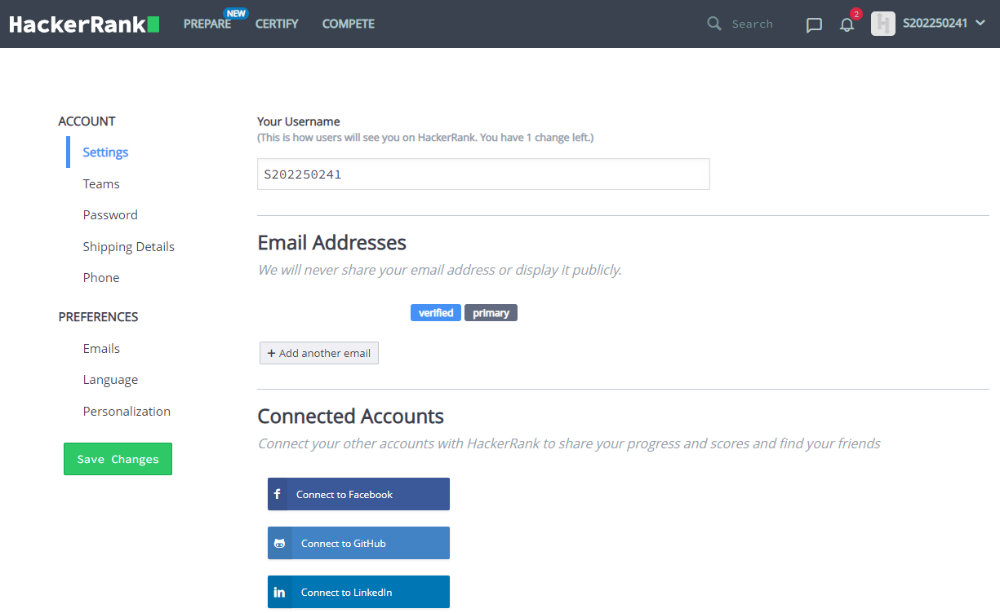 HackerRank
PREPARE NEW CERTIFY COMPETE Search 2 S202250241
ACCOUNT
Settings
Teams
Password
Shipping Details
Phone
PREFERENCES
Emails
Language
Personalization
Save Changes
Your Username
(This is how users will see you on HackerRank. You have 1 change left.)
S202250241
Email Addresses
We will never share your email address or display it publicly.
verified primary
+ Add another email
Connected Accounts
Connect your other accounts with HackerRank to share your progress and scores and find your friends
f Connect to Facebook
Connect to GitHub
in Connect to LinkedIn